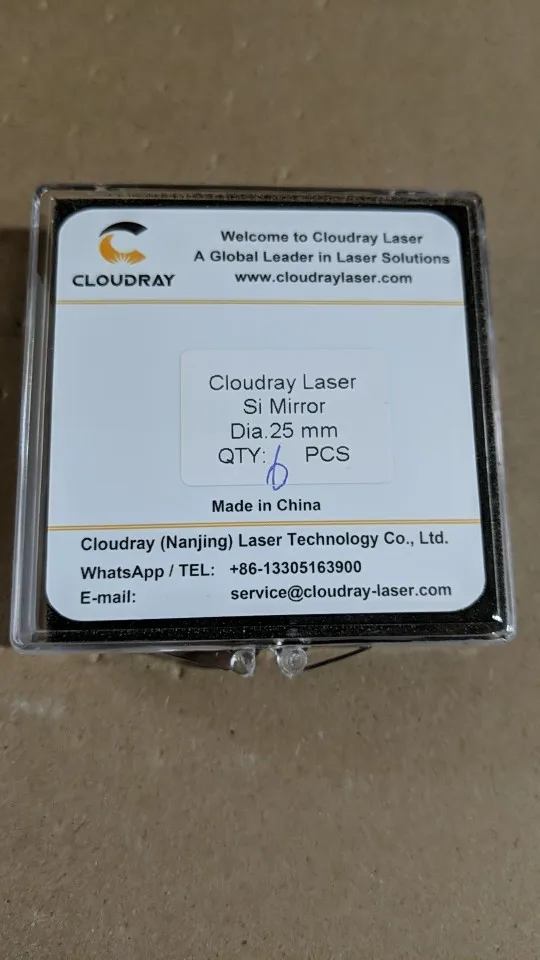 CLOUDRAY
Welcome to Cloudray Laser
A Global Leader in Laser Solutions
www.cloudraylaser.com
Cloudray Laser
Si Mirror
Dia.25 mm
QTY: 6 PCS
Made in China
Cloudray (Nanjing) Laser Technology Co., Ltd.
WhatsApp / TEL: +86-13305163900
E-mail: service@cloudray-laser.com